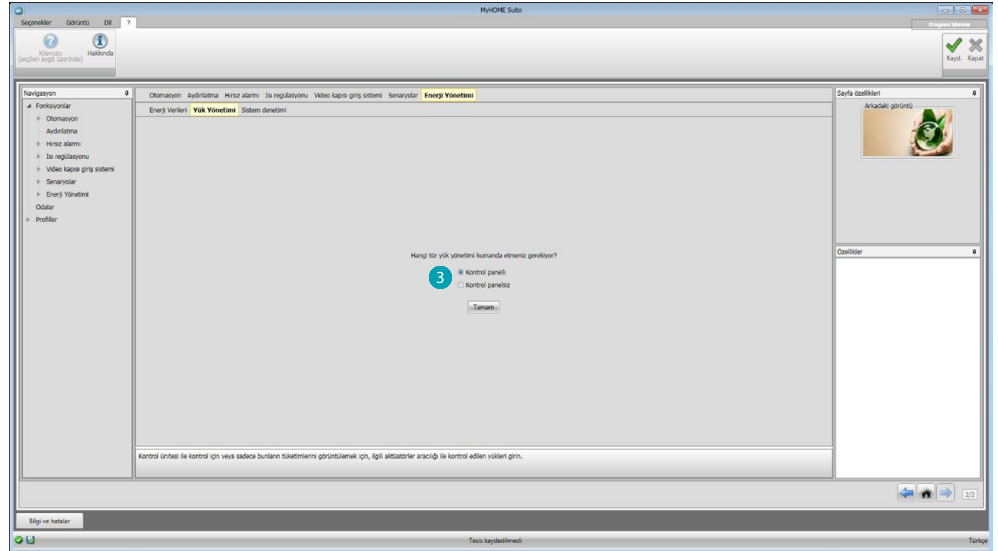 MyHOME Suite
Seçenekler Görüntü Dil ?
Kılavuzu
(seçilen aygıt üzerinde)
Hakkında
Kayd. Kapat
Navigasyon
Fonksiyonlar
Otomasyon
Aydınlatma
Hırsız alarmı
Isı regülasyonu
Video kapısı giriş sistemi
Senaryolar
Enerji Yönetimi
Odalar
Profiller
Otomasyon Aydınlatma Hırsız alarmı Isı regülasyonu Video kapısı giriş sistemi Senaryolar Enerji Yönetimi
Enerji Verileri Yük Yönetimi Sistem denetimi
Hangi tür yük yönetimi kumanda etmeniz gerekiyor?
3
Kontrol panelli
Kontrol panelsiz
Tamam
Kontrol ünitesi ile kontrol için veya sadece bunların tüketimlerini görüntülemek için, ilgili aktüatörler aracılığı ile kontrol edilen yükleri girin.
Sayfa özellikleri
Arkadaki görüntü
Özellikler
2/2
Bilgi ve hatalar
Tesis kaydedilmedi
Türkçe